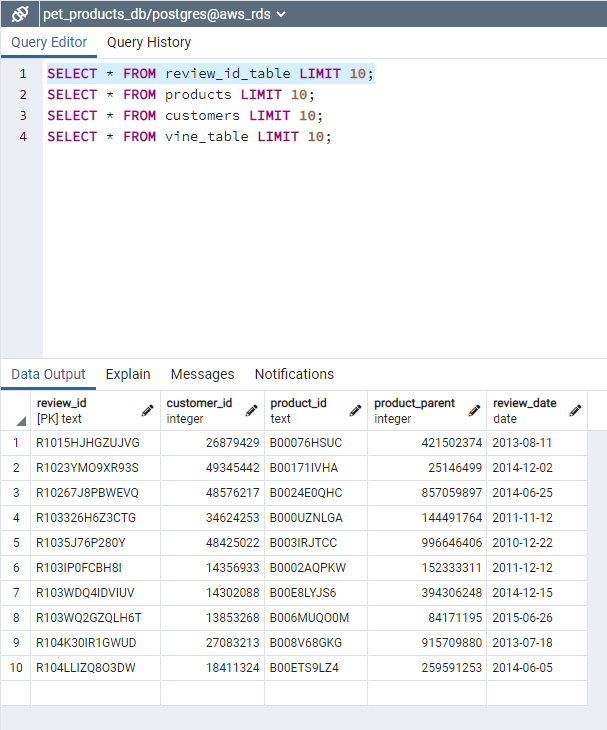 pet_products_db/postgres@aws_rds
Query Editor Query History
1 SELECT * FROM review_id_table LIMIT 10;
2 SELECT * FROM products LIMIT 10;
3 SELECT * FROM customers LIMIT 10;
4 SELECT * FROM vine_table LIMIT 10;
Data Output Explain Messages Notifications
review_id customer_id product_id product_parent review_date
[PK] text integer text integer date
1 R1015HJHGZUJVG 26879429 B00076HSUC 421502374 2013-08-11
2 R1023YMO9XR93S 49345442 B00171IVHA 25146499 2014-12-02
3 R10267J8PBWEVQ 48576217 B0024E0QHC 857059897 2014-06-25
4 R103326H6Z3CTG 34624253 B000UZNLGA 144491764 2011-11-12
5 R1035J76P280Y 48425022 B003IRJTCC 996646406 2010-12-22
6 R103IP0FCBH8I 14356933 B0002AQPKW 152333311 2011-12-12
7 R103WDQ4IDVIUV 14302088 B00E8LYJS6 394306248 2014-12-15
8 R103WQ2GZQLH6T 13853268 B006MUQO0M 84171195 2015-06-26
9 R104K30IR1GWUD 27083213 B008V68GKG 915709880 2013-07-18
10 R104LLIZQ8O3DW 18411324 B00ETS9LZ4 259591253 2014-06-05